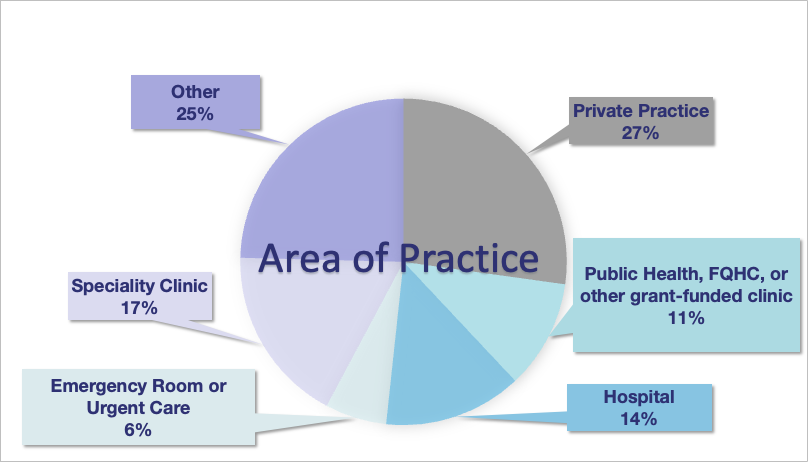 Other
25%
Private Practice
27%
Area of Practice
Public Health, FQHC, or
other grant-funded clinic
11%
Speciality Clinic
17%
Emergency Room or
Urgent Care
6%
Hospital
14%